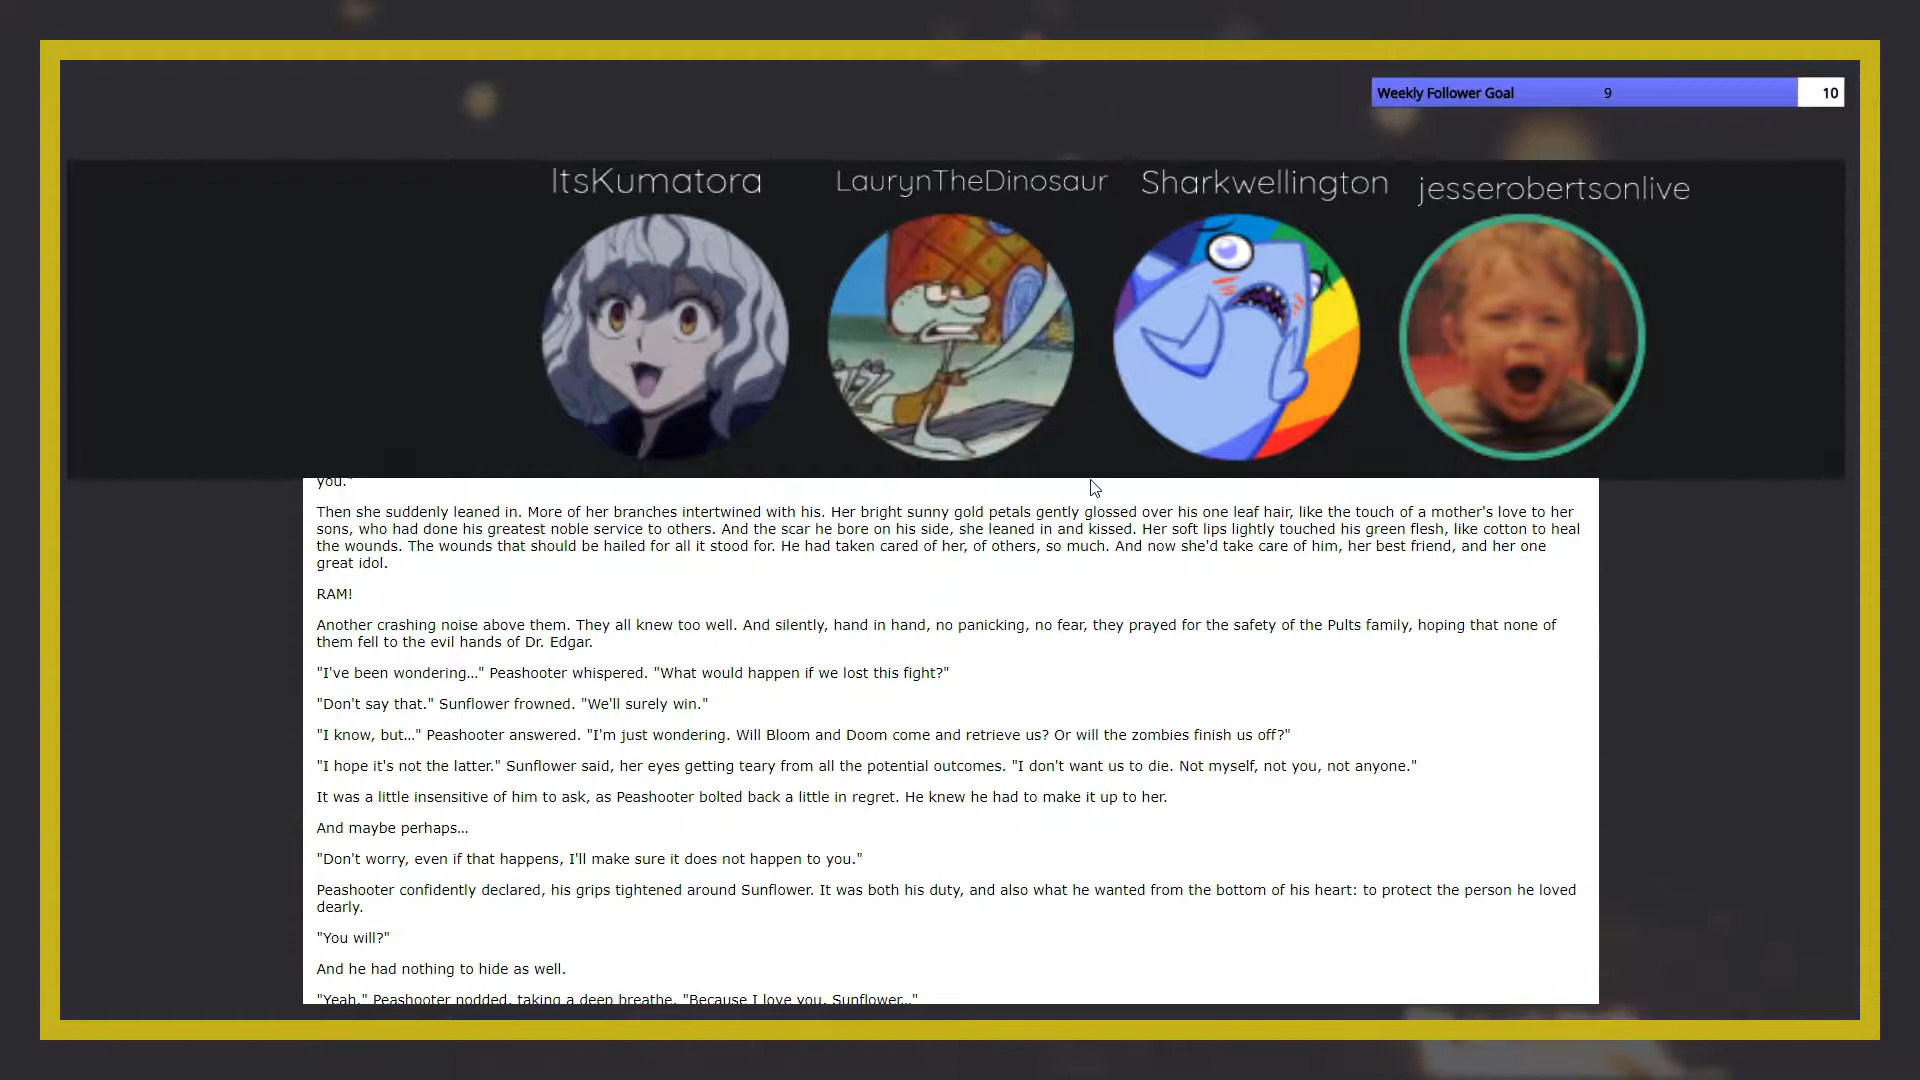 Weekly Follower Goal 9 10
ItsKumatora LaurynTheDinosaur Sharkwellington jesserobertsonlive
you."
Then she suddenly leaned in. More of her branches intertwined with his. Her bright sunny gold petals gently glossed over his one leaf hair, like the touch of a mother's love to her
sons, who had done his greatest noble service to others. And the scar he bore on his side, she leaned in and kissed. Her soft lips lightly touched his green flesh, like cotton to heal
the wounds. The wounds that should be hailed for all it stood for. He had taken cared of her, of others, so much. And now she'd take care of him, her best friend, and her one
great idol.
RAM!
Another crashing noise above them. They all knew too well. And silently, hand in hand, no panicking, no fear, they prayed for the safety of the Pults family, hoping that none of
them fell to the evil hands of Dr. Edgar.
"I've been wondering..." Peashooter whispered. "What would happen if we lost this fight?"
"Don't say that." Sunflower frowned. "We'll surely win."
"I know, but..." Peashooter answered. "I'm just wondering. Will Bloom and Doom come and retrieve us? Or will the zombies finish us off?"
"I hope it's not the latter." Sunflower said, her eyes getting teary from all the potential outcomes. "I don't want us to die. Not myself, not you, not anyone."
It was a little insensitive of him to ask, as Peashooter bolted back a little in regret. He knew he had to make it up to her.
And maybe perhaps...
"Don't worry, even if that happens, I'll make sure it does not happen to you."
Peashooter confidently declared, his grips tightened around Sunflower. It was both his duty, and also what he wanted from the bottom of his heart: to protect the person he loved
dearly.
"You will?"
And he had nothing to hide as well.
"Yeah." Peashooter nodded, taking a deep breathe. "Because I love you, Sunflower..."